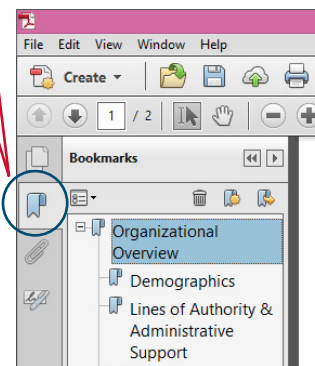 File Edit View Window Help
Create
1 / 2
Bookmarks
Organizational
Overview
Demographics
Lines of Authority &
Administrative
Support